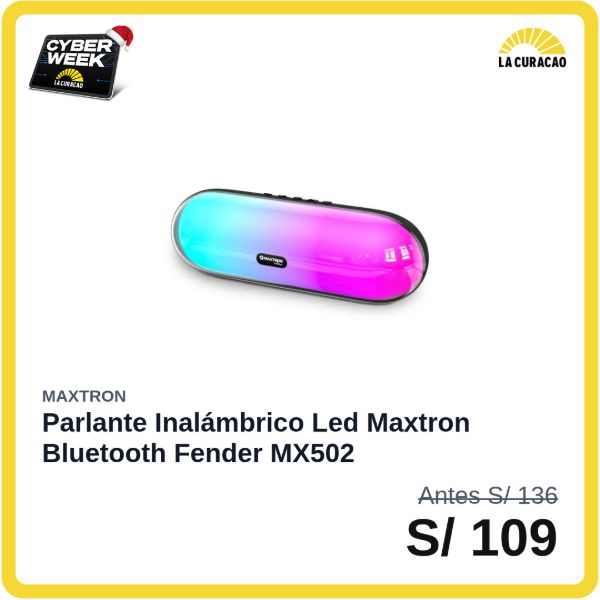 CYBER
WEEK
LA CURACAO
LA CURACAO
MAXTRON
MAXTRON
Parlante Inalámbrico Led Maxtron
Bluetooth Fender MX502
Antes S/ 136
S/ 109